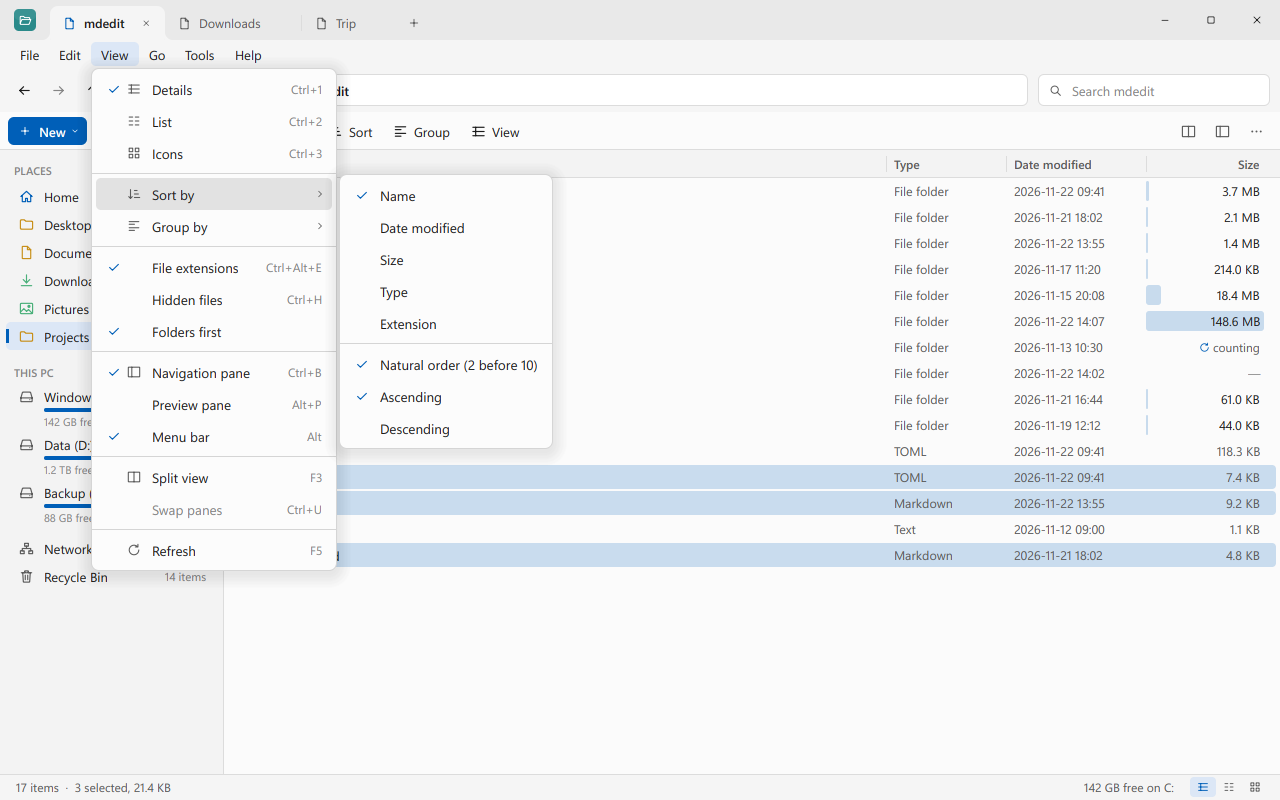 mdedit
Downloads
Trip
File Edit View Go Tools Help
Search mdedit
New
Sort
Group
View
Details Ctrl+1
List Ctrl+2
Icons Ctrl+3
Sort by
Group by
File extensions Ctrl+Alt+E
Hidden files Ctrl+H
Folders first
Navigation pane Ctrl+B
Preview pane Alt+P
Menu bar Alt
Split view F3
Swap panes Ctrl+U
Refresh F5
Name
Date modified
Size
Type
Extension
Natural order (2 before 10)
Ascending
Descending
PLACES
Home
Pictures
Projects
THIS PC
142 GB
Data (D:
1.2 TB
Backup
88 GB
Recycle Bin 14 items
Type Date modified Size
File folder 2026-11-22 09:41 3.7 MB
File folder 2026-11-21 18:02 2.1 MB
File folder 2026-11-22 13:55 1.4 MB
File folder 2026-11-17 11:20 214.0 KB
File folder 2026-11-15 20:08 18.4 MB
File folder 2026-11-22 14:07 148.6 MB
File folder 2026-11-13 10:30 counting
File folder 2026-11-22 14:02 —
File folder 2026-11-21 16:44 61.0 KB
File folder 2026-11-19 12:12 44.0 KB
TOML 2026-11-22 09:41 118.3 KB
TOML 2026-11-22 09:41 7.4 KB
Markdown 2026-11-22 13:55 9.2 KB
Text 2026-11-12 09:00 1.1 KB
Markdown 2026-11-21 18:02 4.8 KB
17 items · 3 selected, 21.4 KB
142 GB free on C: